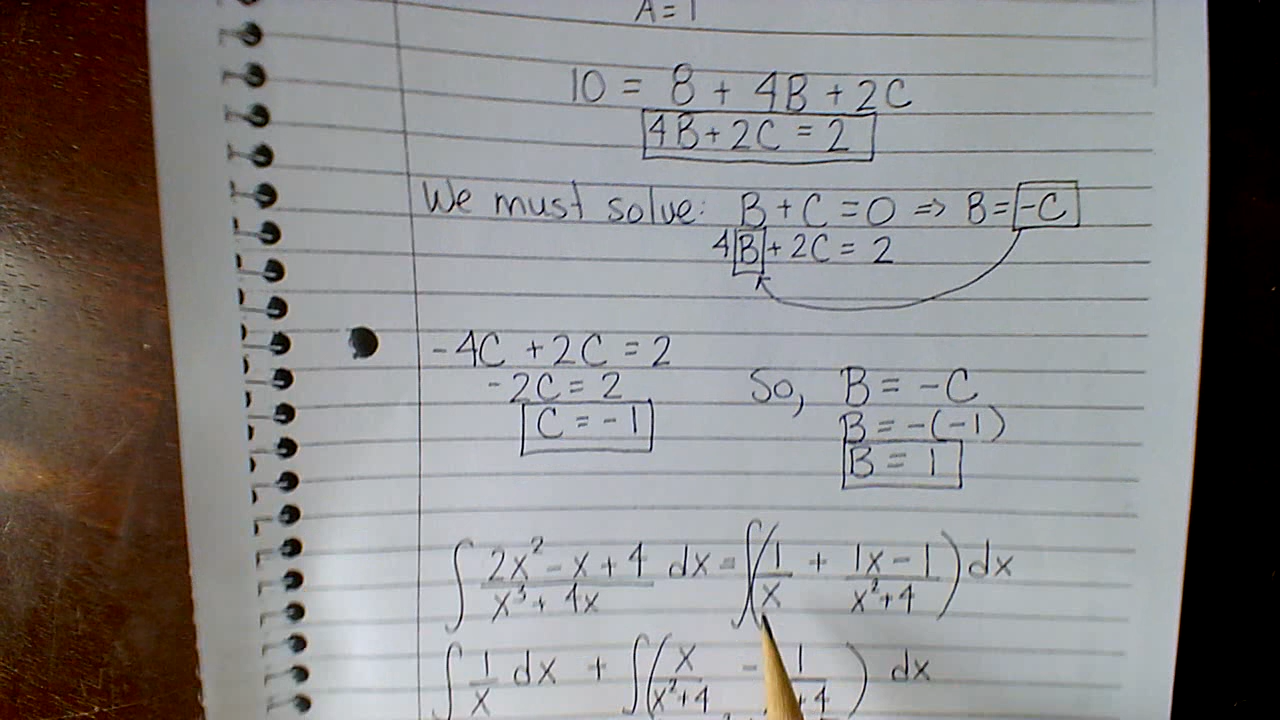 A = 1
10 = 8 + 4B + 2C
4B + 2C = 2
We must solve: B + C = 0 ⇒ B = -C
4B + 2C = 2
-4C + 2C = 2
-2C = 2
C = -1
So, B = -C
B = -(-1)
B = 1
∫ (2x² - x + 4)/(x³ + 4x) dx = ∫(1/x + (1x - 1)/(x² + 4)) dx
∫ 1/x dx + ∫(x/(x² + 4) - 1/( + 4)) dx